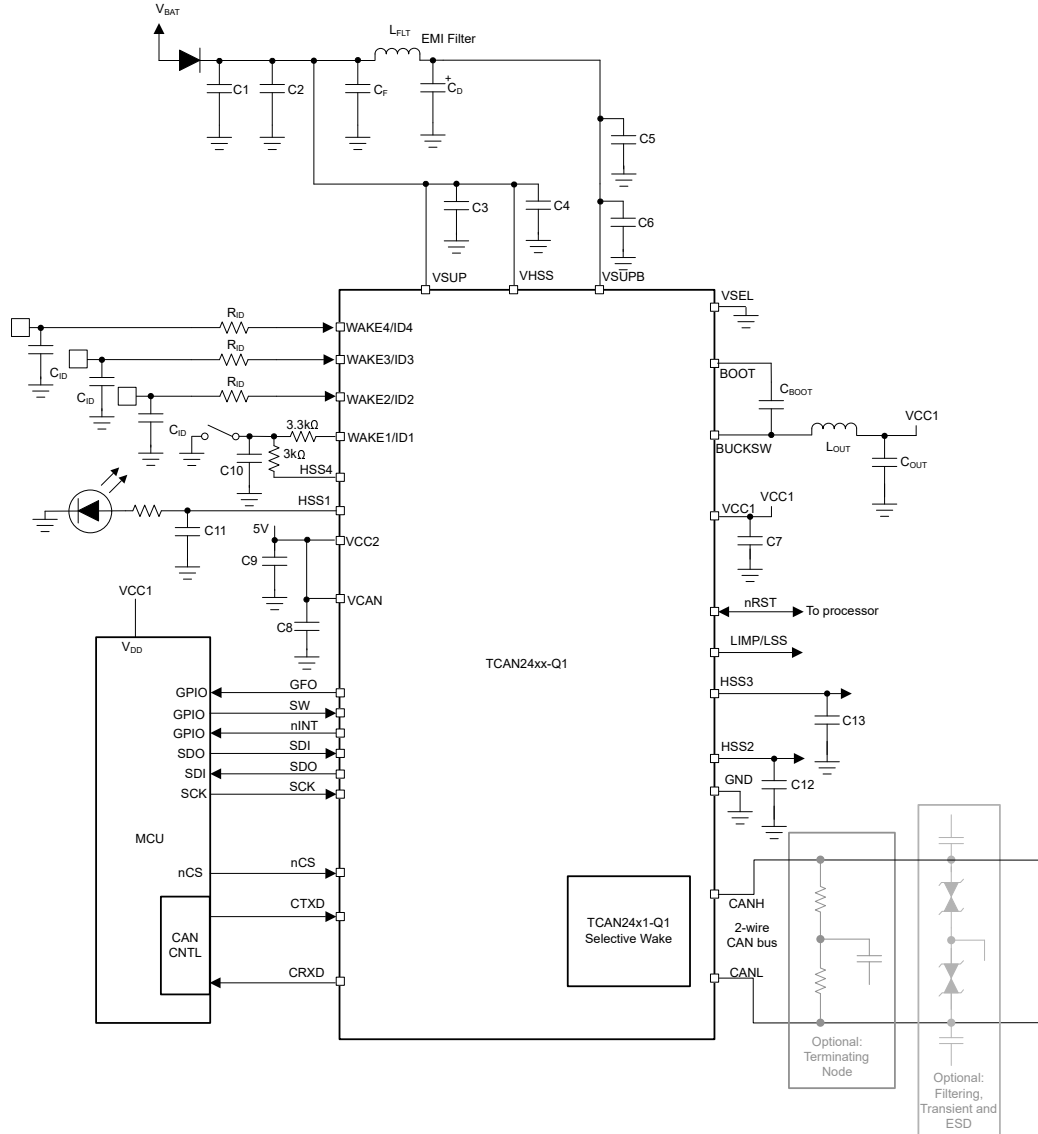 VBAT
LFLT
EMI Filter
C1
C2
CF
+
CD
C5
C3
C4
C6
VSUP
VHSS
VSUPB
VSEL
RID
WAKE4/ID4
CID
RID
WAKE3/ID3
BOOT
CID
RID
WAKE2/ID2
CBOOT
CID
3.3kΩ
WAKE1/ID1
VCC1
BUCKSW
LOUT
C10
3kΩ
HSS4
COUT
HSS1
VCC1
VCC1
C11
5V
VCC2
C7
C9
VCC1
VCAN
nRST
To processor
C8
VDD
LIMP/LSS
TCAN24xx-Q1
GPIO
GFO
HSS3
GPIO
SW
C13
GPIO
nINT
SDO
SDI
HSS2
SDI
SDO
GND
C12
SCK
SCK
MCU
nCS
nCS
CTXD
CANH
TCAN24x1-Q1
Selective Wake
2-wire
CAN bus
CAN
CNTL
CRXD
CANL
Optional:
Terminating
Node
Optional:
Filtering,
Transient and
ESD